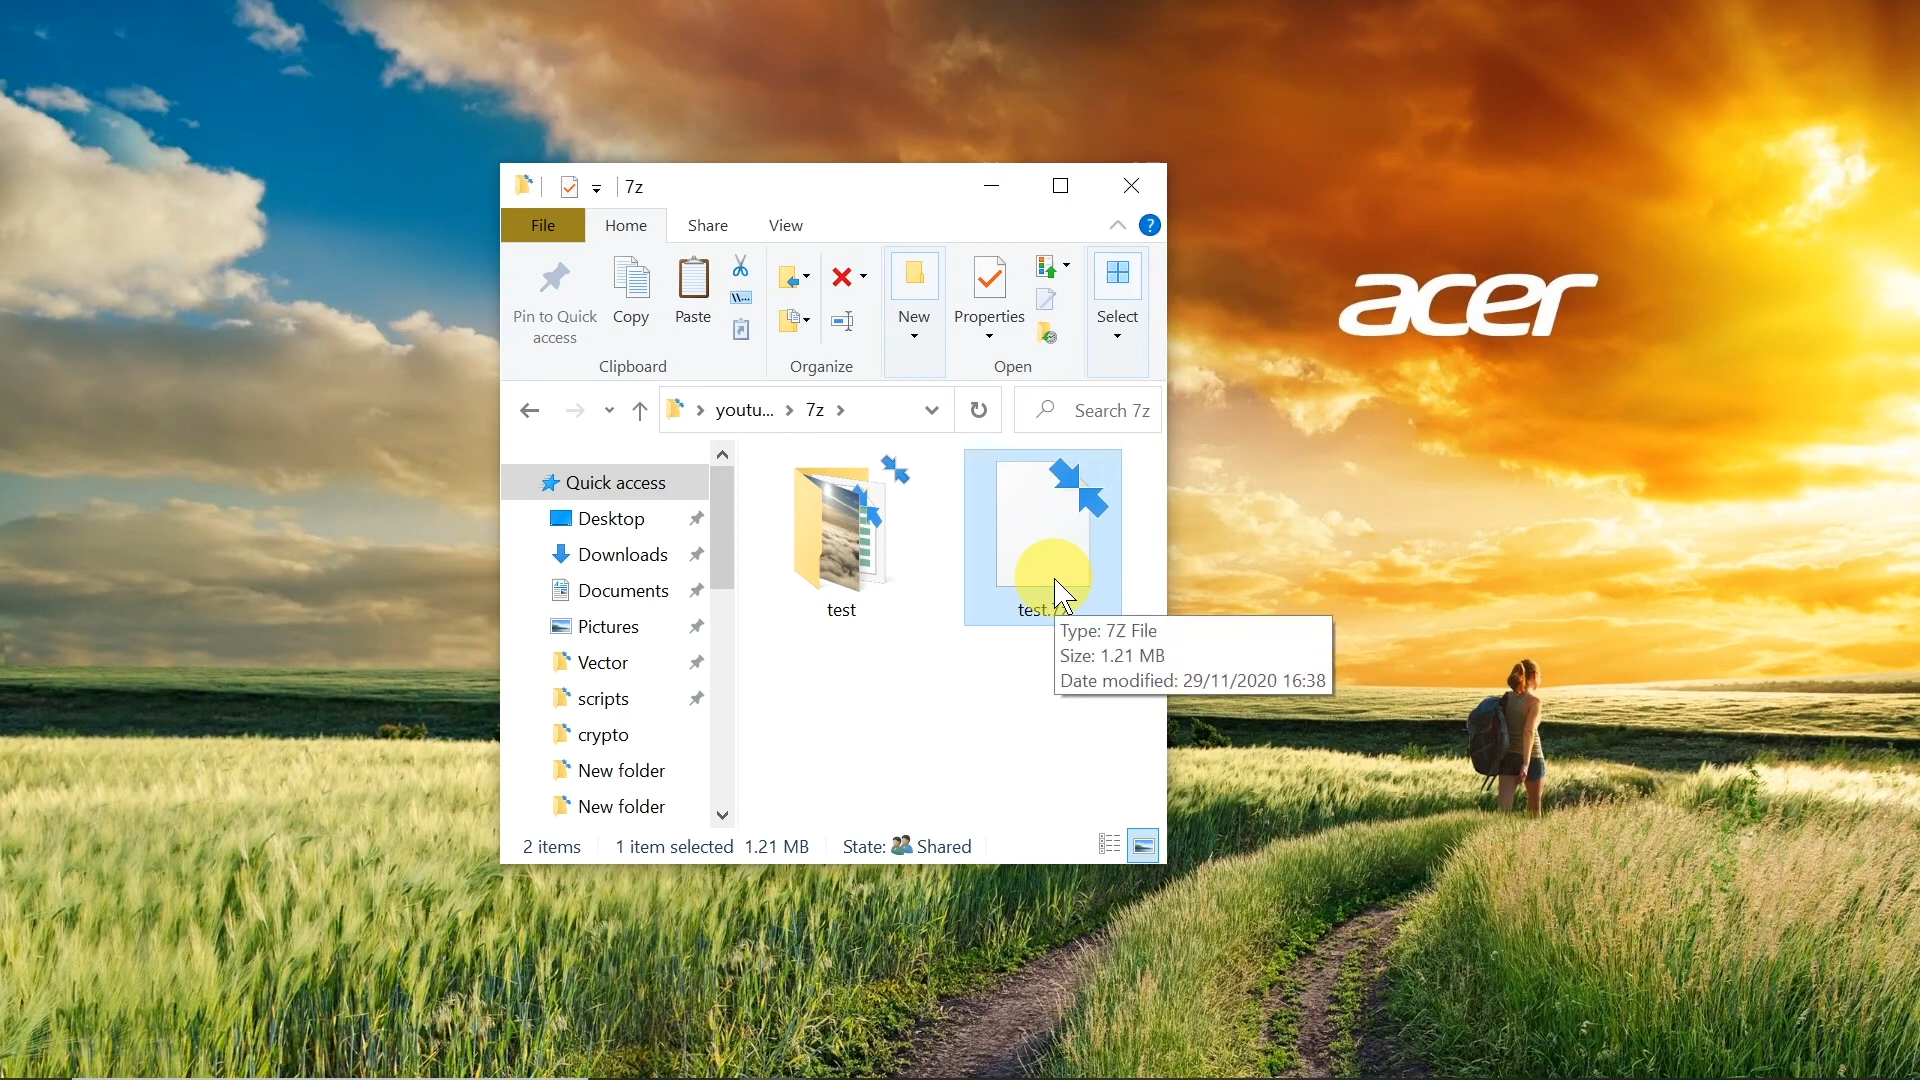 7z
File Home Share View
?
Pin to Quick access
Copy
Paste
New
Properties
Select
Clipboard
Organize
Open
youtu... 7z
Search 7z
acer
Quick access
Desktop
Downloads
Documents
Pictures
Vector
scripts
crypto
New folder
New folder
test
Type: 7Z File
Size: 1.21 MB
Date modified: 29/11/2020 16:38
2 items 1 item selected 1.21 MB State: Shared